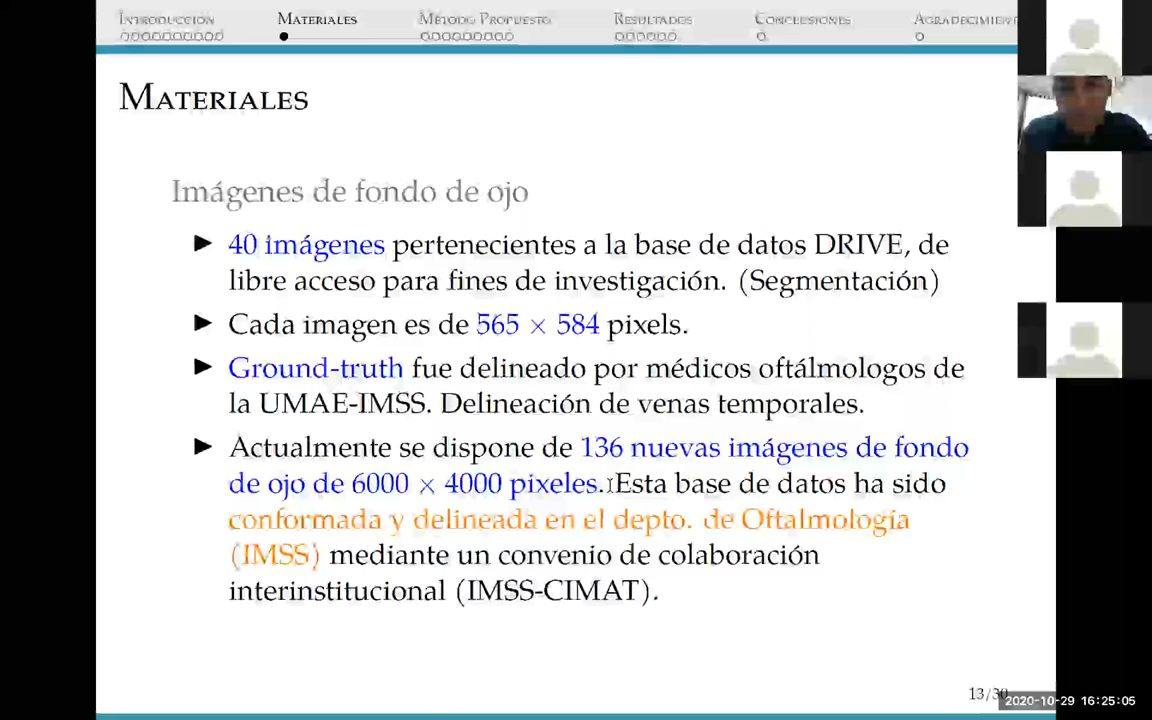 Introducción Materiales Método Propuesto Resultados Conclusiones
Materiales
Imágenes de fondo de ojo
40 imágenes pertenecientes a la base de datos DRIVE, de
libre acceso para fines de investigación. (Segmentación)
Cada imagen es de 565 × 584 pixels.
Ground-truth fue delineado por médicos oftálmologos de
la UMAE-IMSS. Delineación de venas temporales.
Actualmente se dispone de 136 nuevas imágenes de fondo
de ojo de 6000 × 4000 pixeles. Esta base de datos ha sido
conformada y delineada en el depto. de Oftalmología
(IMSS) mediante un convenio de colaboración
interinstitucional (IMSS-CIMAT).
13/30
2020-10-29 16:25:05